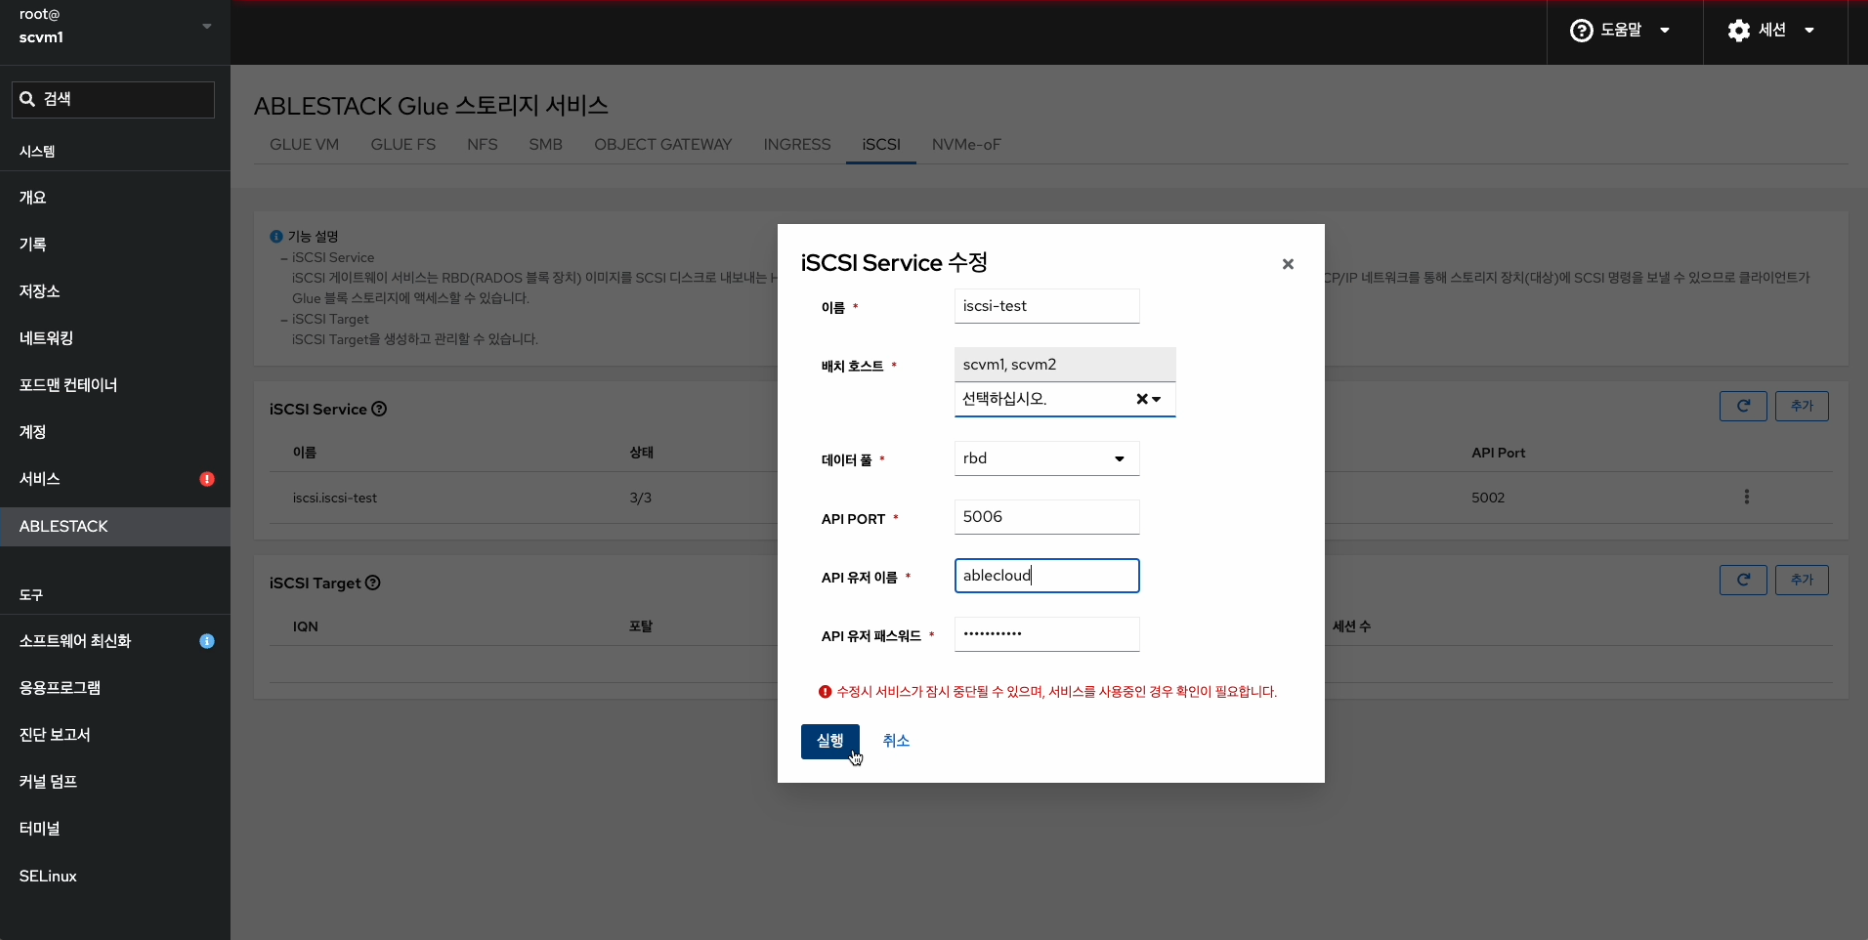 root@
scvm1
도움말
세션
검색
시스템
개요
기록
저장소
네트워킹
포드맨 컨테이너
계정
서비스
ABLESTACK
도구
소프트웨어 최신화
응용프로그램
진단 보고서
커널 덤프
터미널
SELinux
ABLESTACK Glue 스토리지 서비스
GLUE VM GLUE FS NFS SMB OBJECT GATEWAY INGRESS iSCSI NVMe-oF
기능 설명
– iSCSI Service
iSCSI 게이트웨이 서비스는 RBD(RADOS 블록 장치) 이미지를 SCSI 디스크로 내보내는 CP/IP 네트워크를 통해 스토리지 장치(대상)에 SCSI 명령을 보낼 수 있으므로 클라이언트가
Glue 블록 스토리지에 액세스할 수 있습니다.
– iSCSI Target
iSCSI Target을 생성하고 관리할 수 있습니다.
iSCSI Service
추가
이름 상태 API Port
iscsi.iscsi-test 3/3 5002
iSCSI Target
추가
IQN 포탈 세션 수
iSCSI Service 수정
이름 * iscsi-test
배치 호스트 * scvm1, scvm2
선택하십시오.
데이터 풀 * rbd
API PORT * 5006
API 유저 이름 * ablecloud
API 유저 패스워드 * •••••••••••
수정시 서비스가 잠시 중단될 수 있으며, 서비스를 사용중인 경우 확인이 필요합니다.
실행 취소